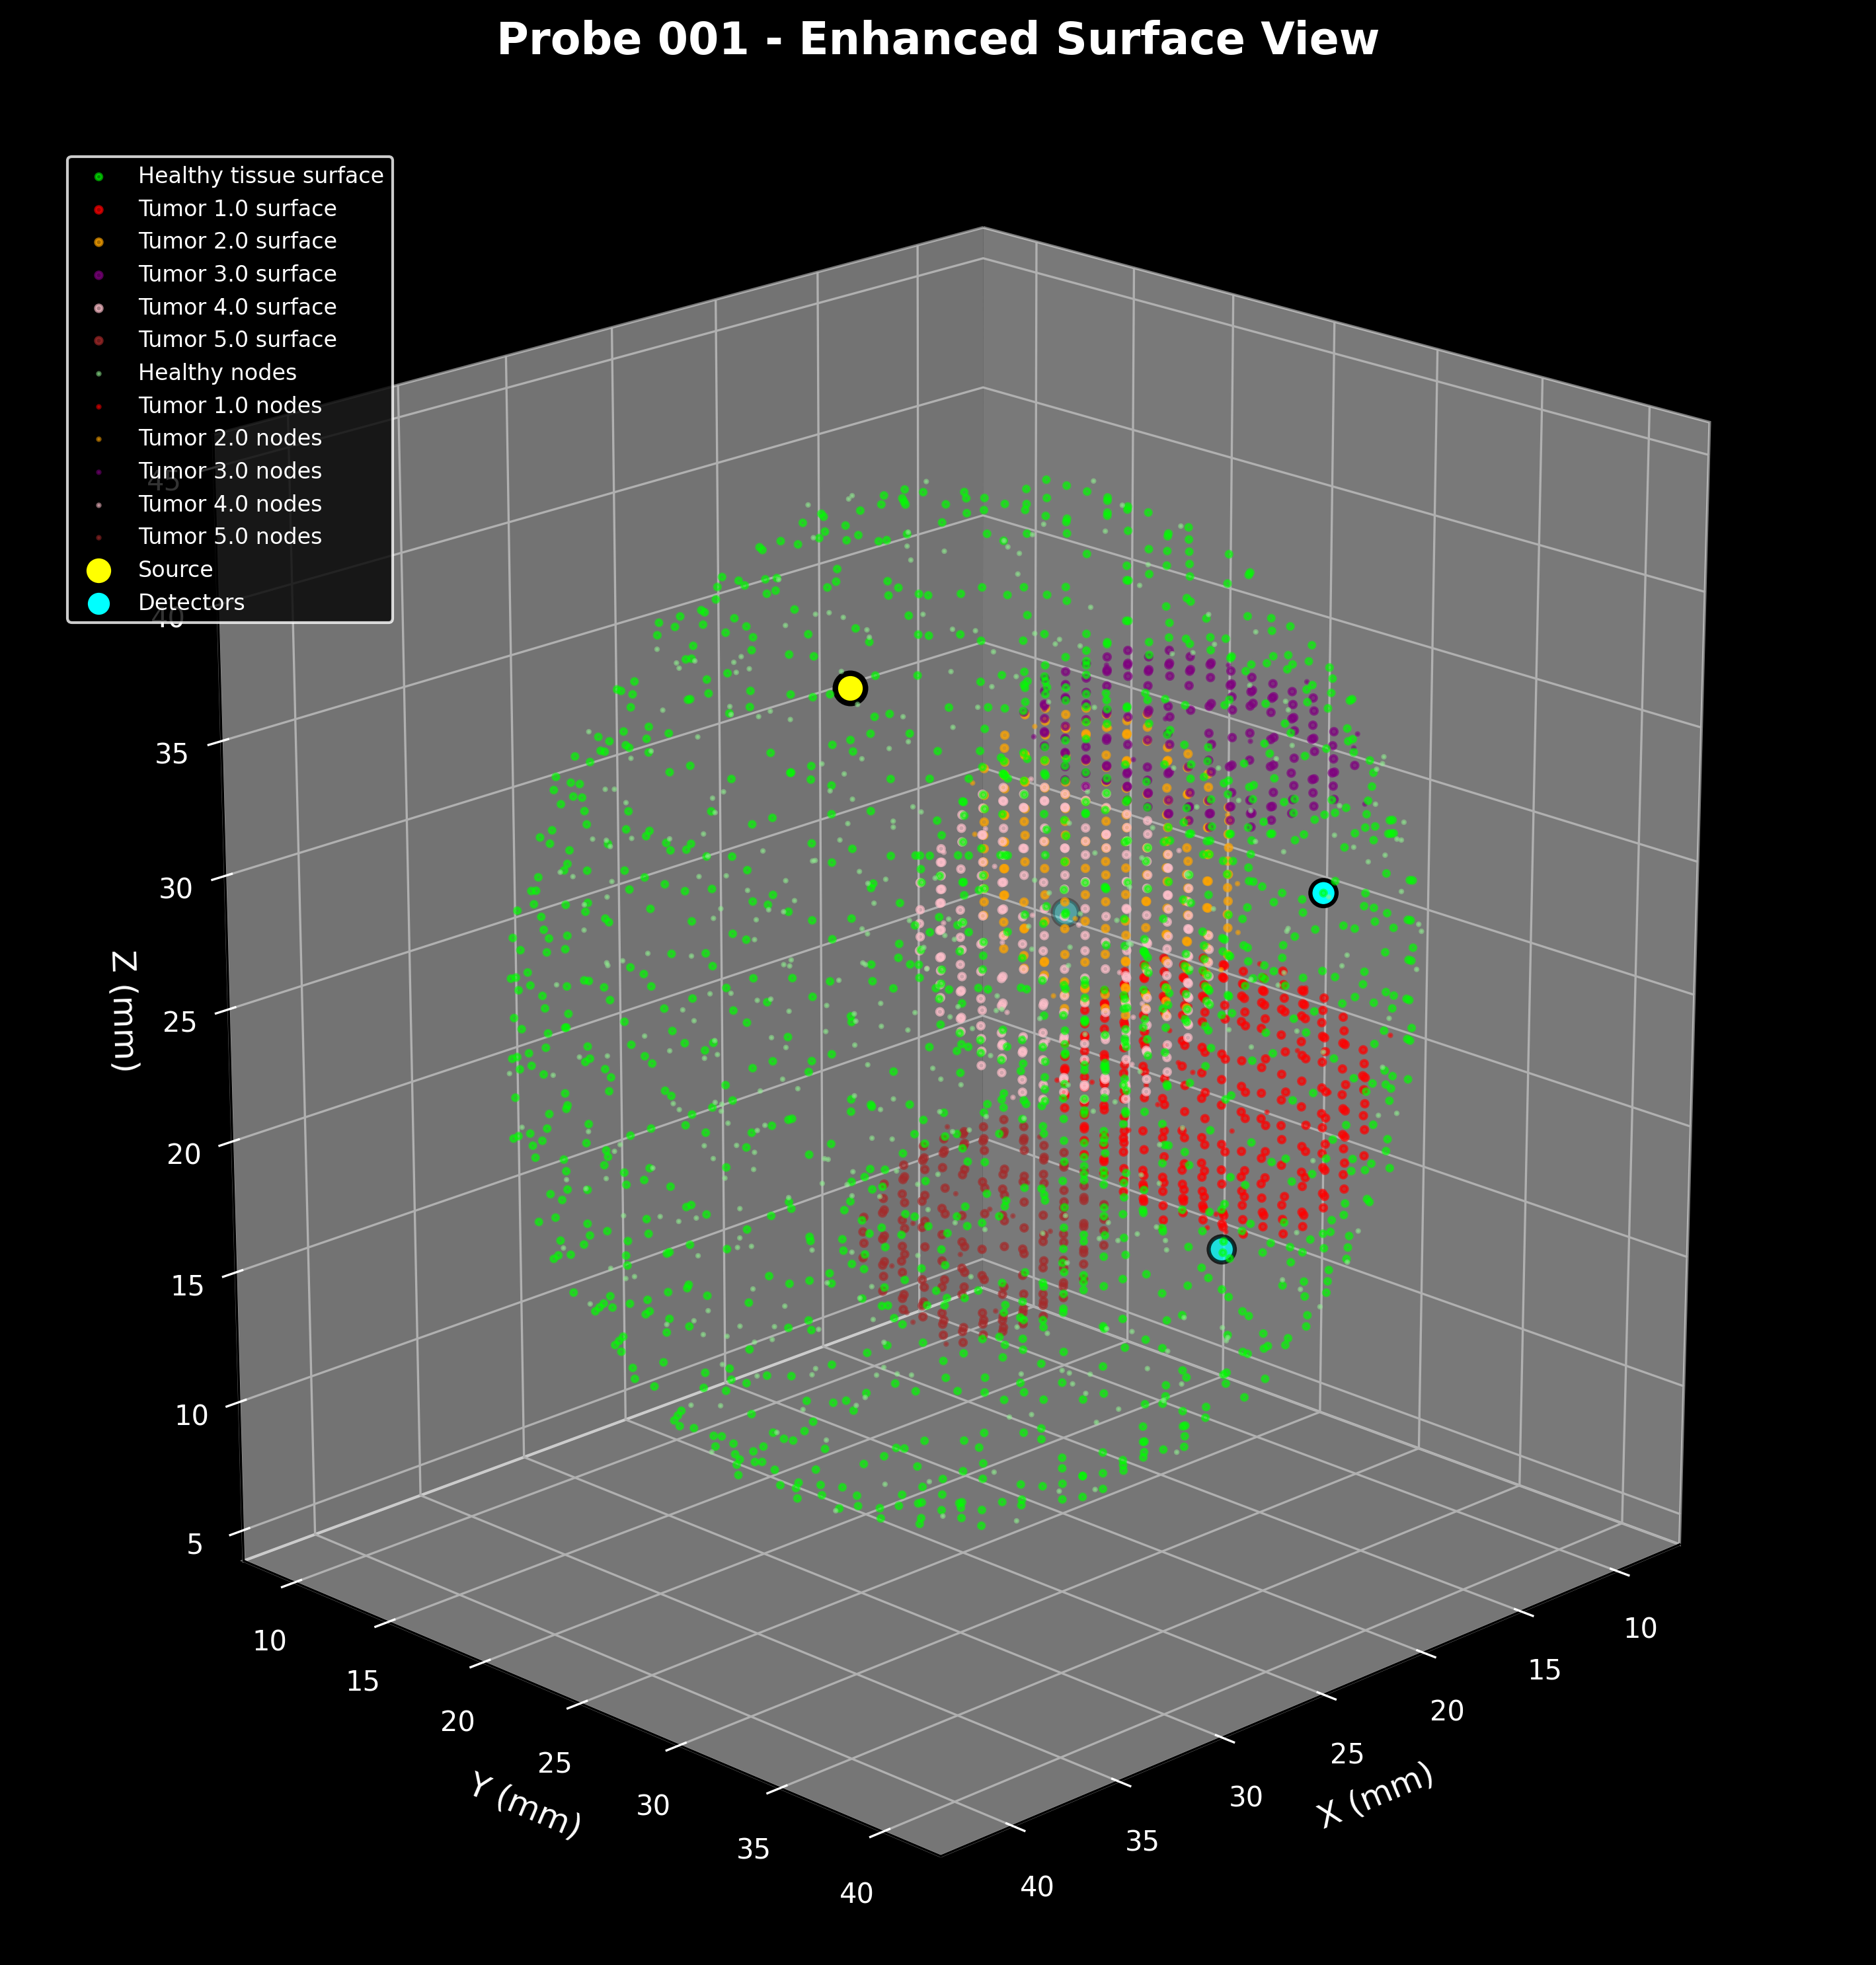 Probe 001 - Enhanced Surface View
Healthy tissue surface
Tumor 1.0 surface
Tumor 2.0 surface
Tumor 3.0 surface
Tumor 4.0 surface
Tumor 5.0 surface
Healthy nodes
Tumor 1.0 nodes
Tumor 2.0 nodes
Tumor 3.0 nodes
Tumor 4.0 nodes
Tumor 5.0 nodes
Source
Detectors
45
40
35
30
25
20
15
10
5
Z (mm)
10
15
20
25
30
35
40
Y (mm)
10
15
20
25
30
35
40
X (mm)